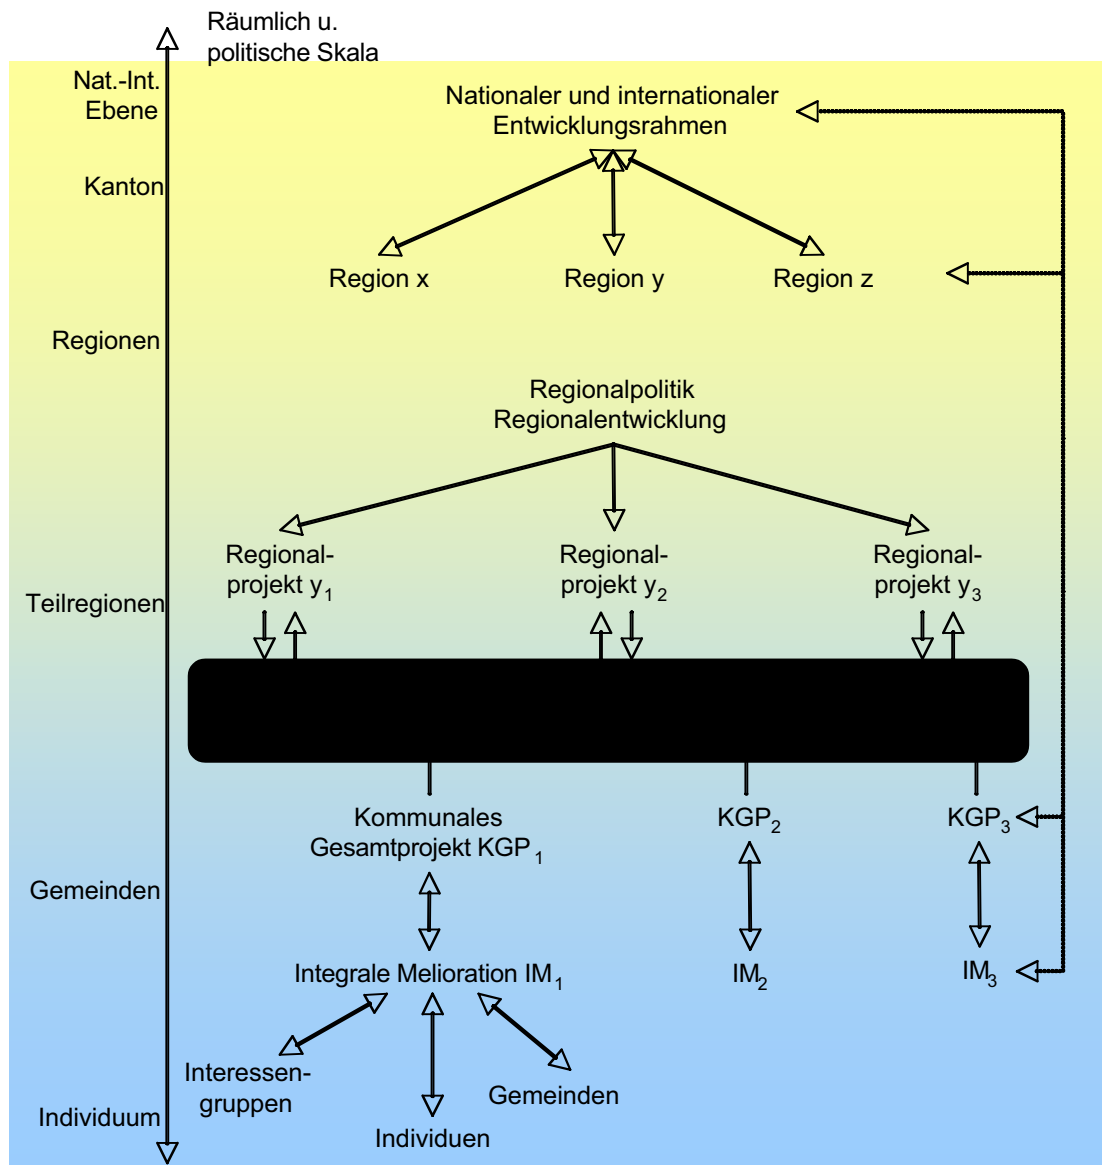 Räumlich u.
politische Skala
Nat.-Int.
Ebene
Nationaler und internationaler
Entwicklungsrahmen
Kanton
Region x
Region y
Region z
Regionen
Regionalpolitik
Regionalentwicklung
Regional-
projekt y1
Regional-
projekt y2
Regional-
projekt y3
Teilregionen
Kommunales
Gesamtprojekt KGP1
KGP2
KGP3
Gemeinden
Integrale Melioration IM1
IM2
IM3
Interessen-
gruppen
Gemeinden
Individuum
Individuen